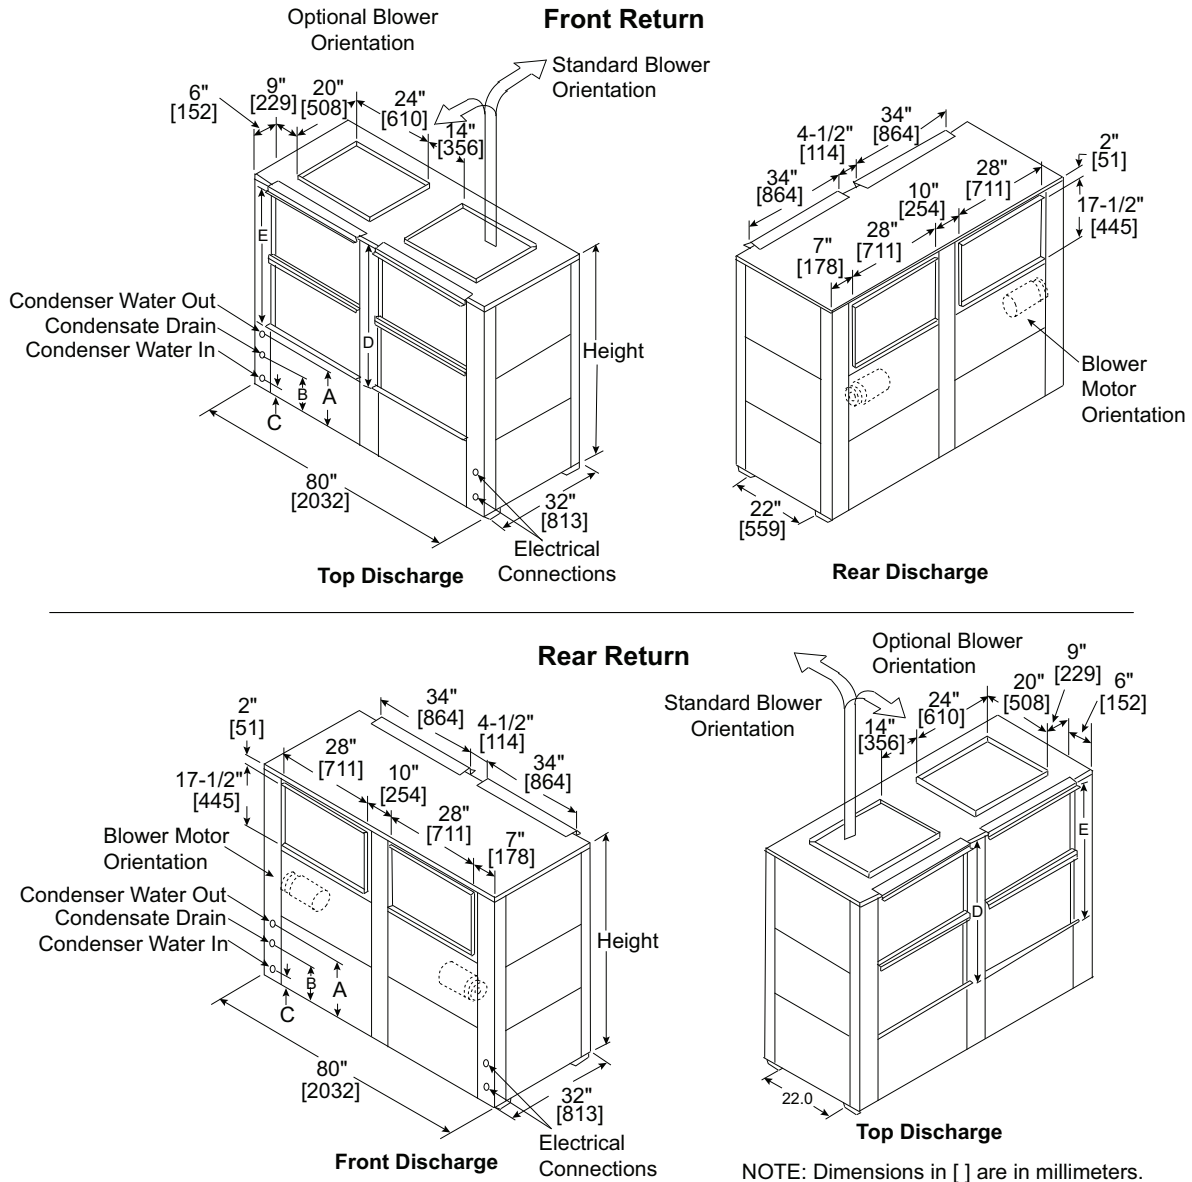 Front Return
Optional Blower
Orientation
Standard Blower
Orientation
6"
[152]
9"
[229]
20"
[508]
24"
[610]
14"
[356]
E
D
Condenser Water Out
Condensate Drain
Condenser Water In
C
B
A
Height
80"
[2032]
32"
[813]
Electrical
Connections
Top Discharge
34"
[864]
4-1/2"
[114]
34"
[864]
2"
[51]
28"
[711]
10"
[254]
17-1/2"
[445]
28"
[711]
7"
[178]
Blower
Motor
Orientation
22"
[559]
Rear Discharge
Rear Return
34"
[864]
4-1/2"
[114]
34"
[864]
2"
[51]
28"
[711]
10"
[254]
17-1/2"
[445]
28"
[711]
7"
[178]
Blower Motor
Orientation
Condenser Water Out
Condensate Drain
Condenser Water In
C
B
A
Height
80"
[2032]
32"
[813]
Electrical
Connections
Front Discharge
Optional Blower
Orientation
Standard Blower
Orientation
9"
[229]
6"
[152]
20"
[508]
24"
[610]
14"
[356]
E
D
22.0
Top Discharge
NOTE: Dimensions in [ ] are in millimeters.